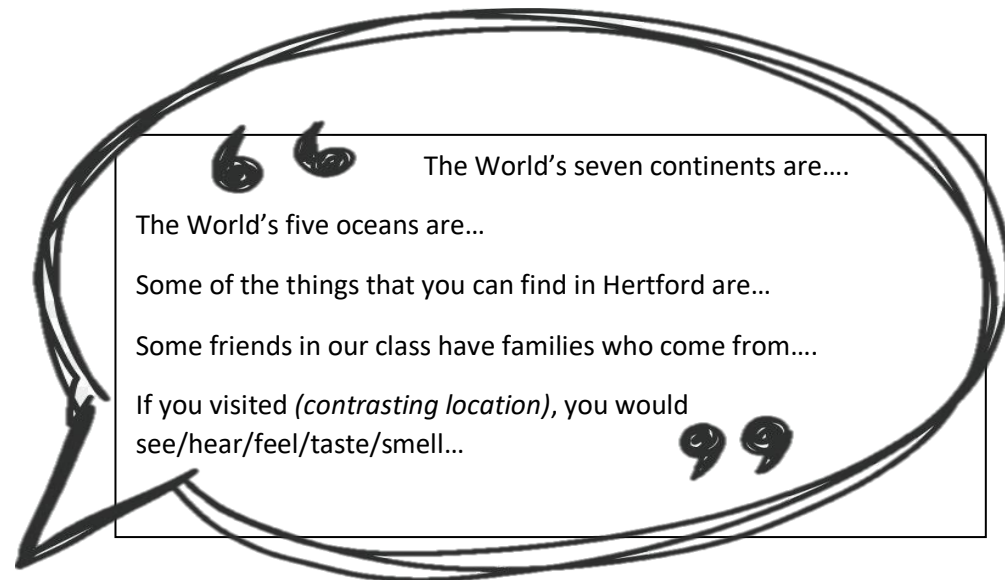 The World’s seven continents are….
The World’s five oceans are…
Some of the things that you can find in Hertford are…
Some friends in our class have families who come from….
If you visited (contrasting location), you would
see/hear/feel/taste/smell…